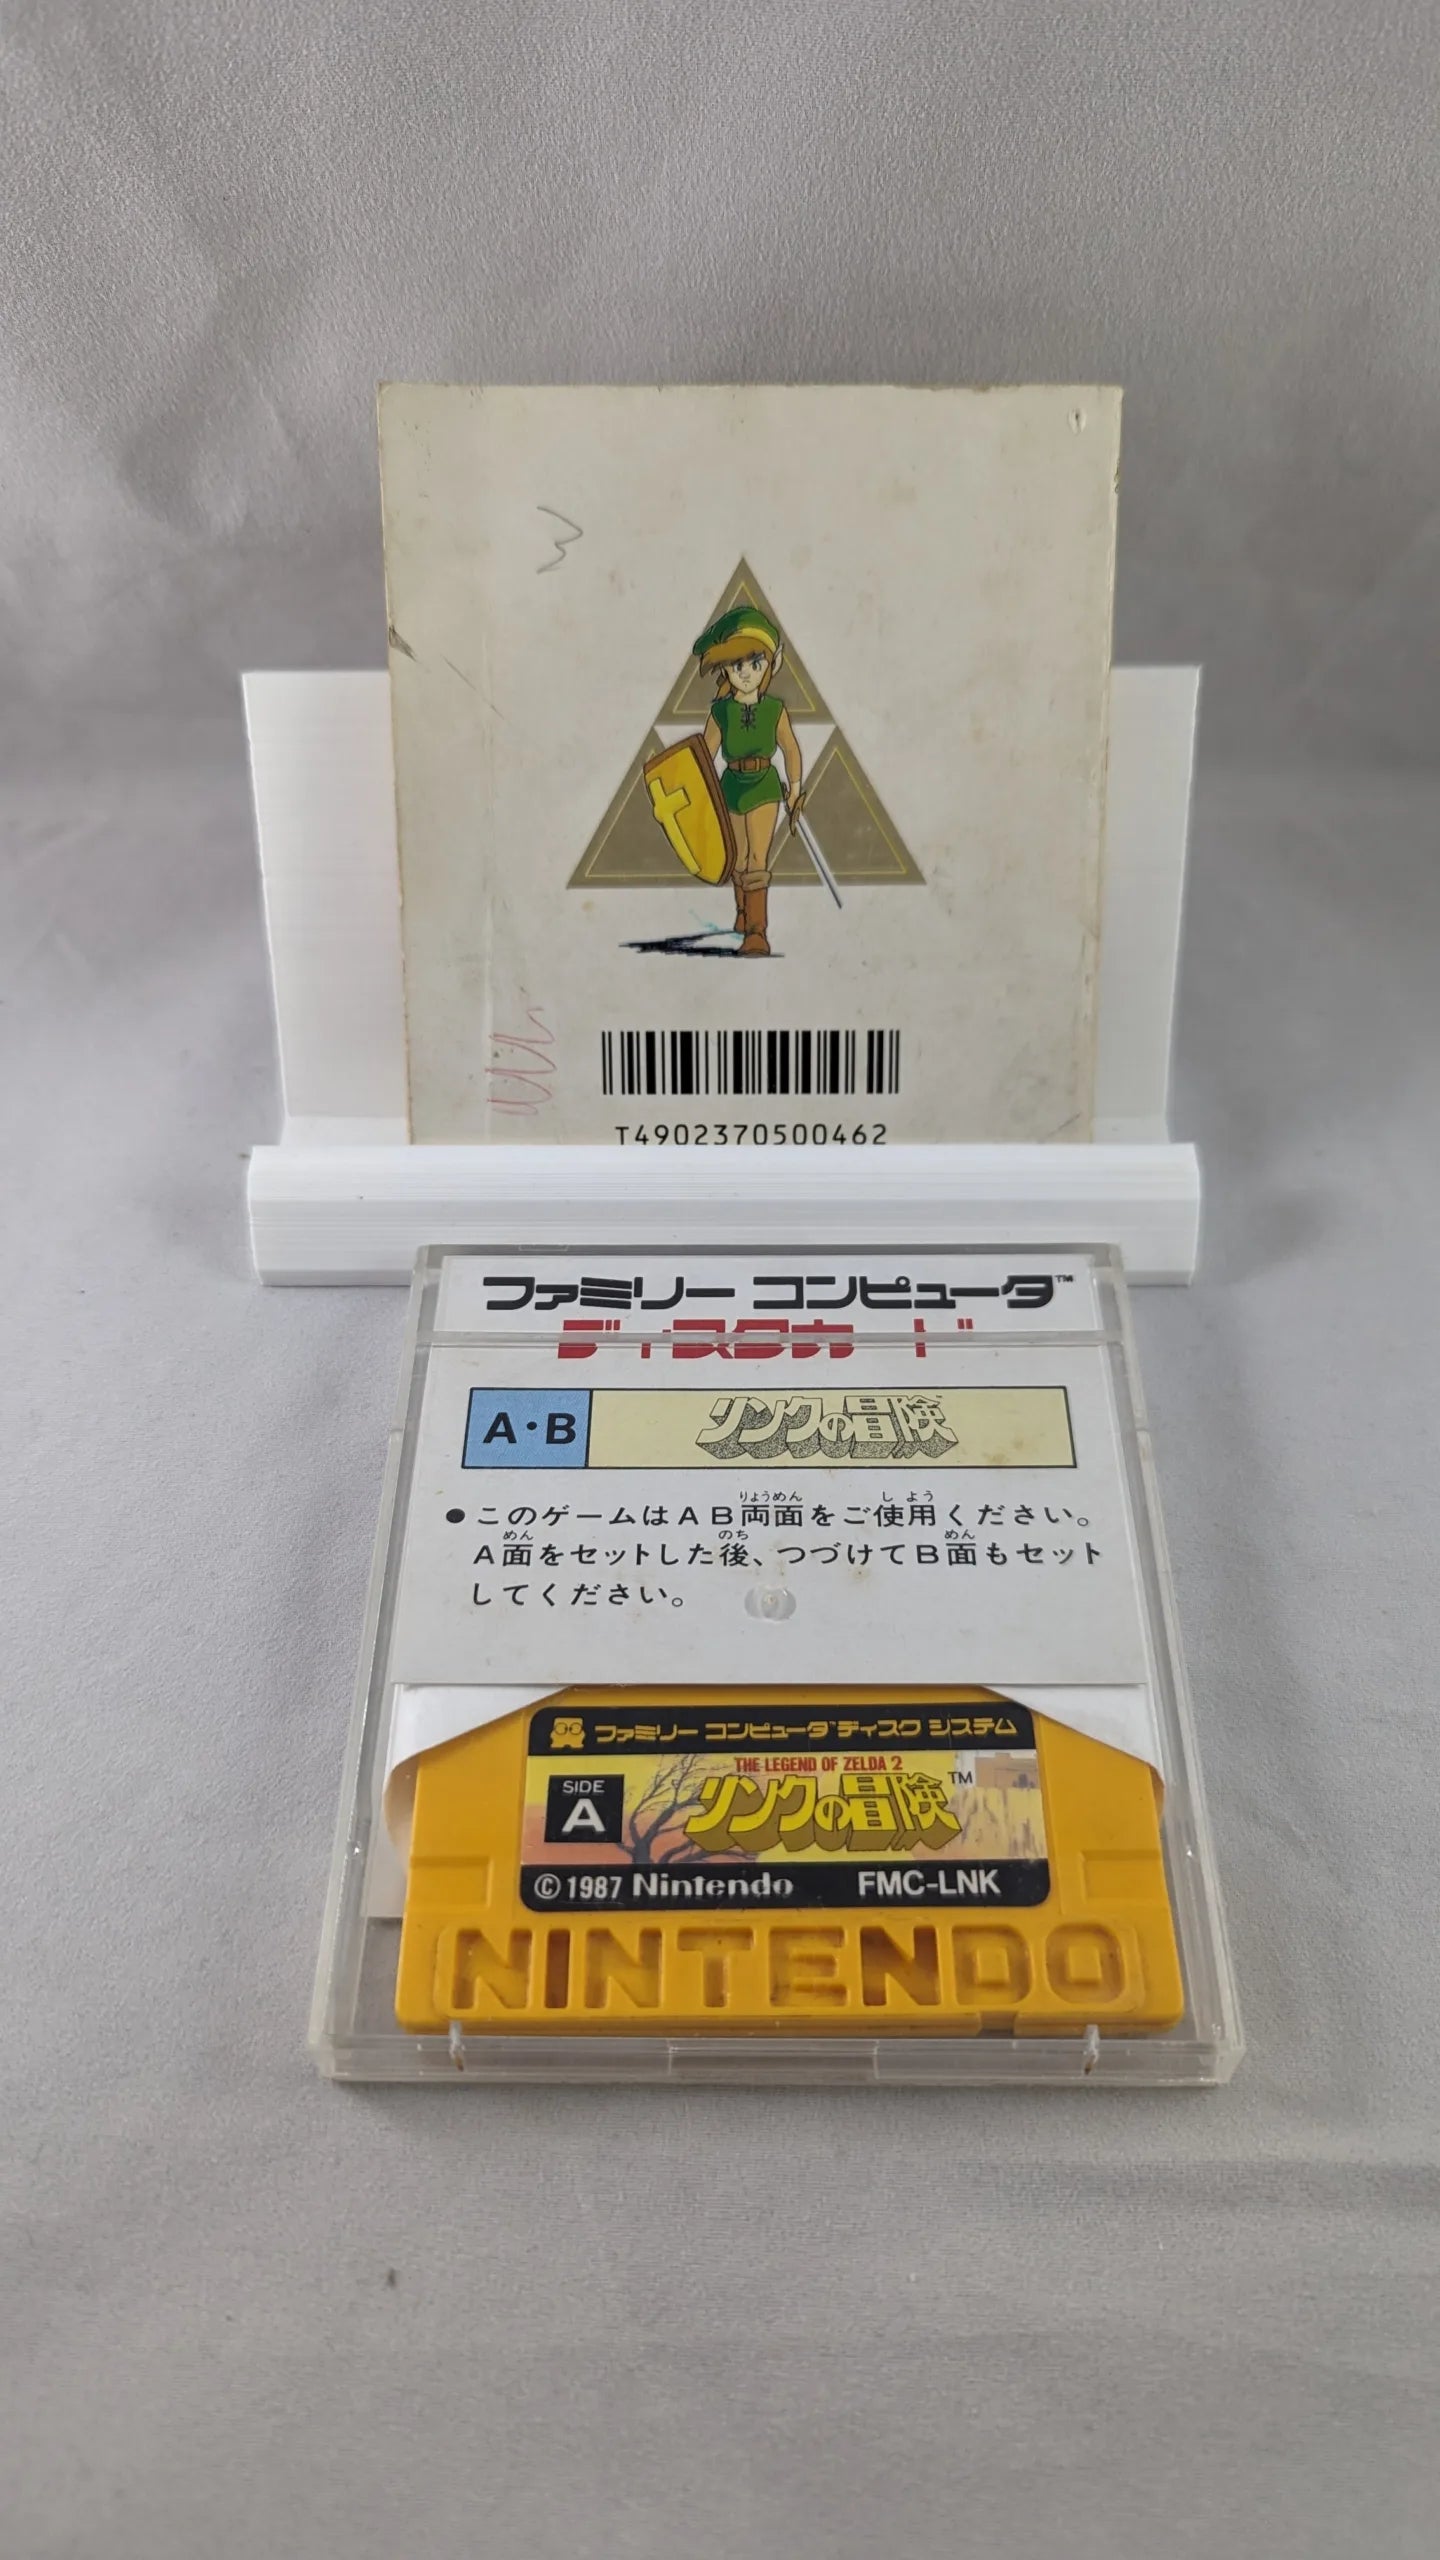 T4902370500462
ファミリー コンピュータ™
ディスクカード
A・B
リンクの冒険
●このゲームはAB両面をご使用ください。
A面をセットした後、つづけてB面もセット
してください。
ファミリー コンピュータ™ ディスク システム
THE LEGEND OF ZELDA 2
SIDE
A
リンクの冒険™
©1987 Nintendo FMC-LNK
NINTENDO